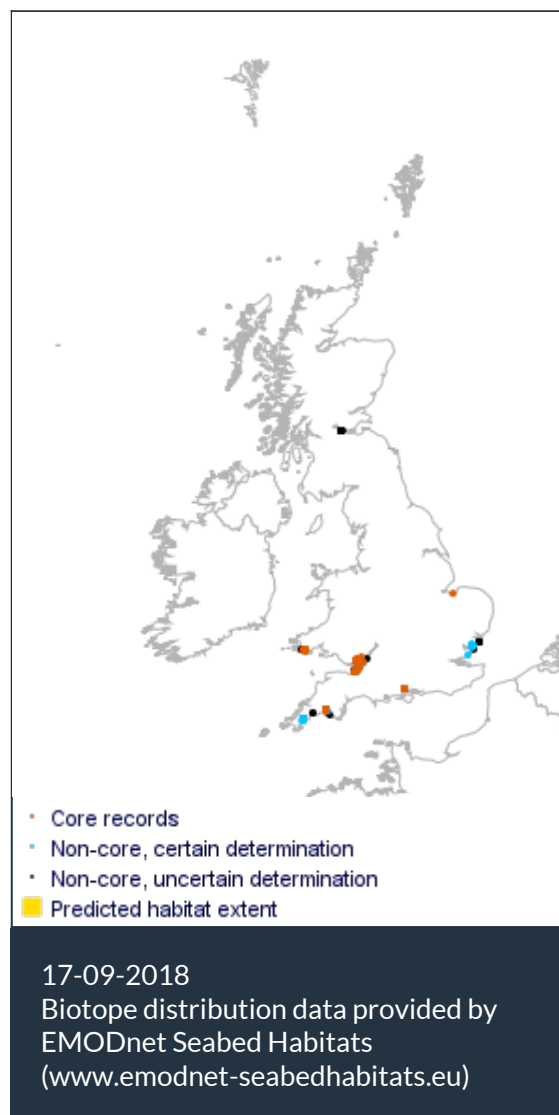 Core records
Non-core, certain determination
Non-core, uncertain determination
Predicted habitat extent
17-09-2018
Biotope distribution data provided by
EMODnet Seabed Habitats
(www.emodnet-seabedhabitats.eu)